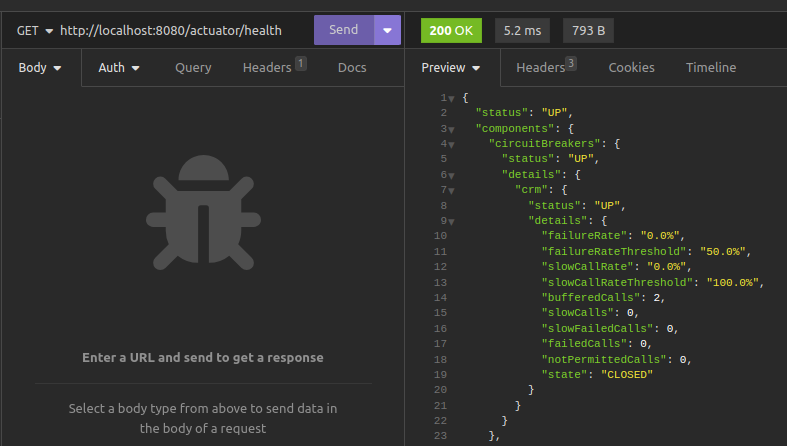 GET http://localhost:8080/actuator/health Send
200 OK 5.2 ms 793 B
Body Auth Query Headers 1 Docs
Preview Headers 3 Cookies Timeline
Enter a URL and send to get a response
Select a body type from above to send data in
the body of a request
1 {
2 "status": "UP",
3 "components": {
4 "circuitBreakers": {
5 "status": "UP",
6 "details": {
7 "crm": {
8 "status": "UP",
9 "details": {
10 "failureRate": "0.0%",
11 "failureRateThreshold": "50.0%",
12 "slowCallRate": "0.0%",
13 "slowCallRateThreshold": "100.0%",
14 "bufferedCalls": 2,
15 "slowCalls": 0,
16 "slowFailedCalls": 0,
17 "failedCalls": 0,
18 "notPermittedCalls": 0,
19 "state": "CLOSED"
20 }
21 }
22 }
23 },